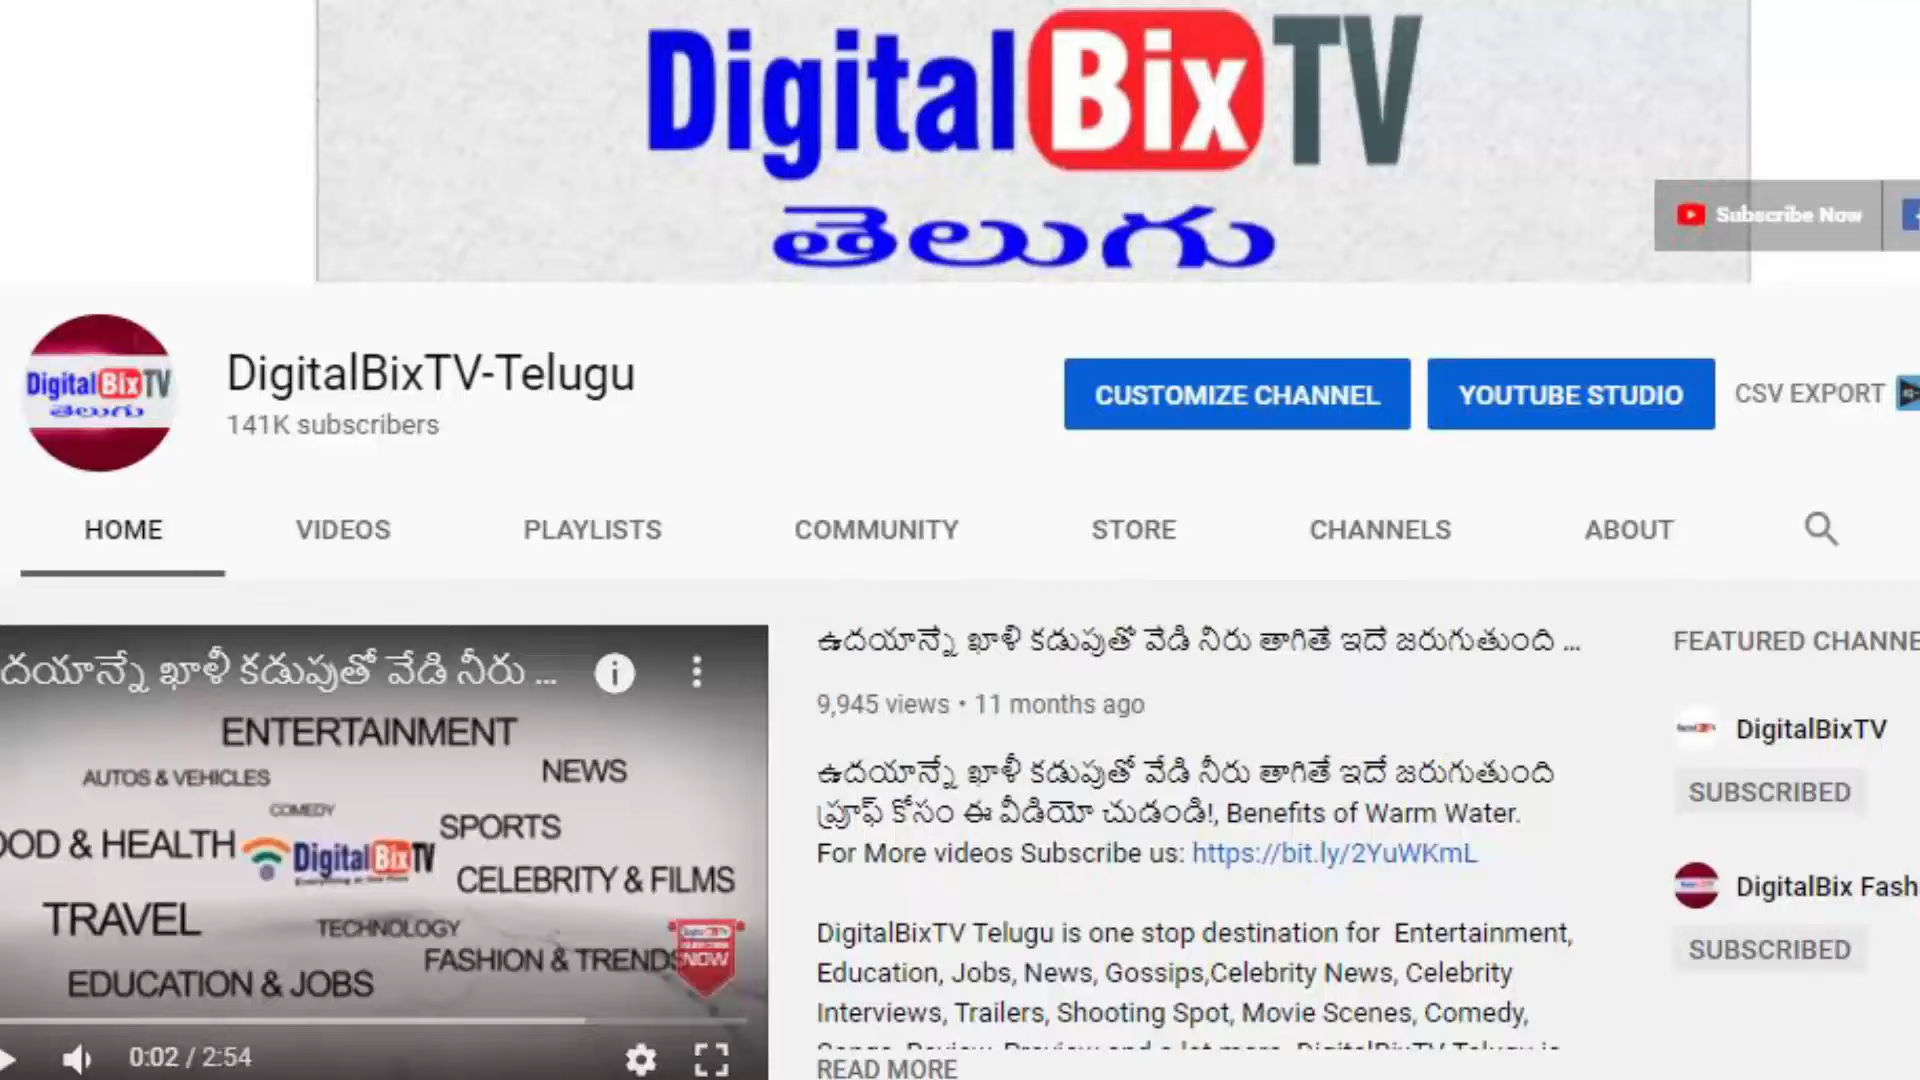 DigitalBixTV
తెలుగు
Subscribe Now
DigitalBixTV
తెలుగు
DigitalBixTV-Telugu
141K subscribers
CUSTOMIZE CHANNEL
YOUTUBE STUDIO
CSV EXPORT
HOME
VIDEOS
PLAYLISTS
COMMUNITY
STORE
CHANNELS
ABOUT
దయాన్నే ఖాళీ కడుపుతో వేడి నీరు ...
ENTERTAINMENT
AUTOS & VEHICLES
NEWS
COMEDY
SPORTS
OOD & HEALTH
DigitalBixTV
CELEBRITY & FILMS
TRAVEL
TECHNOLOGY
FASHION & TRENDS
NOW
EDUCATION & JOBS
0:02 / 2:54
ఉదయాన్నే ఖాళీ కడుపుతో వేడి నీరు తాగితే ఇదే జరుగుతుంది ...
9,945 views • 11 months ago
ఉదయాన్నే ఖాళీ కడుపుతో వేడి నీరు తాగితే ఇదే జరుగుతుంది
ప్రూఫ్ కోసం ఈ వీడియో చుడండి!, Benefits of Warm Water.
For More videos Subscribe us: https://bit.ly/2YuWKmL
DigitalBixTV Telugu is one stop destination for Entertainment,
Education, Jobs, News, Gossips,Celebrity News, Celebrity
Interviews, Trailers, Shooting Spot, Movie Scenes, Comedy,
READ MORE
FEATURED CHANNE
DigitalBixTV
SUBSCRIBED
DigitalBix Fash
SUBSCRIBED